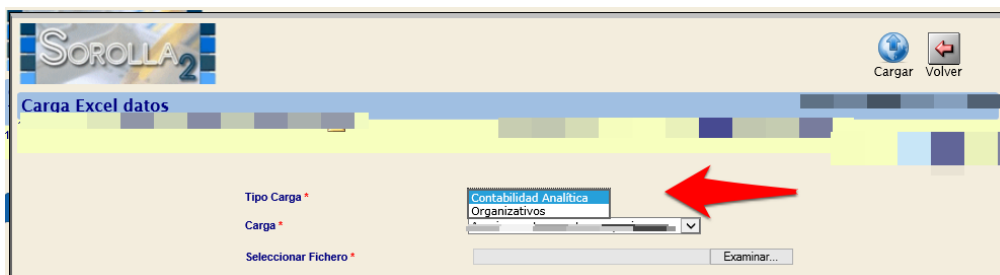 SOROLLA2
Cargar Volver
Carga Excel datos
Tipo Carga *
Contabilidad Analítica
Organizativos
Carga *
Seleccionar Fichero *
Examinar...